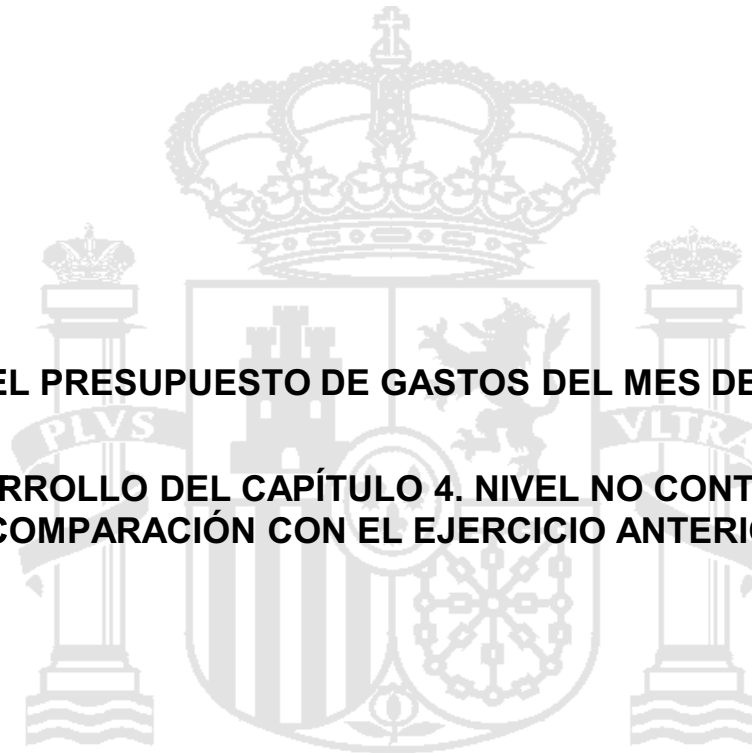 EL PRESUPUESTO DE GASTOS DEL MES DE
PLVS
VLTRA
RROLLO DEL CAPÍTULO 4. NIVEL NO CONT
COMPARACIÓN CON EL EJERCICIO ANTERI